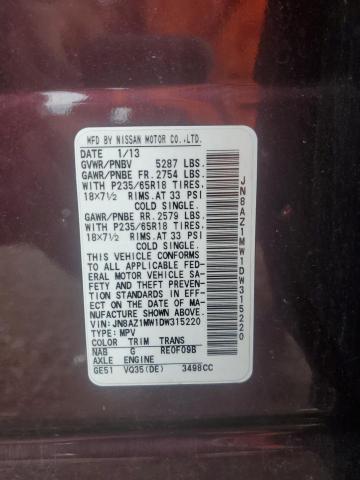 MFD BY NISSAN MOTOR CO.,LTD.
DATE 1/13
GVWR/PNBV 5287 LBS.
GAWR/PNBE FR. 2754 LBS.
WITH P235/65R18 TIRES,
18×7½ RIMS, AT 33 PSI
COLD SINGLE.
GAWR/PNBE RR. 2579 LBS.
WITH P235/65R18 TIRES,
18×7½ RIMS, AT 33 PSI
COLD SINGLE.
THIS VEHICLE CONFORMS
TO ALL APPLICABLE FED-
ERAL MOTOR VEHICLE SA-
FETY AND THEFT PREVEN-
TION STANDARDS IN EFF-
ECT ON THE DATE OF MA-
NUFACTURE SHOWN ABOVE.
VIN: JN8AZ1MW1DW315220
TYPE: MPV
COLOR TRIM TRANS
NAB G RE0F09B
AXLE ENGINE
GE51 VQ35(DE) 3498CC
JN8AZ1MW1DW315220